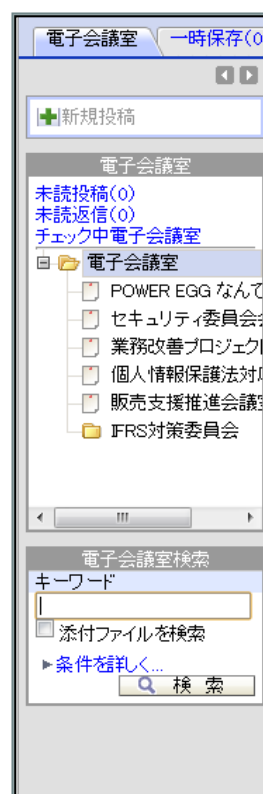 電子会議室 一時保存(0
新規投稿
電子会議室
未読投稿(0)
未読返信(0)
チェック中電子会議室
電子会議室
POWER EGG なんて
セキュリティ委員会
業務改善プロジェク
個人情報保護法対
販売支援推進会議
IFRS対策委員会
電子会議室検索
キーワード
添付ファイルを検索
条件を詳しく...
検 索